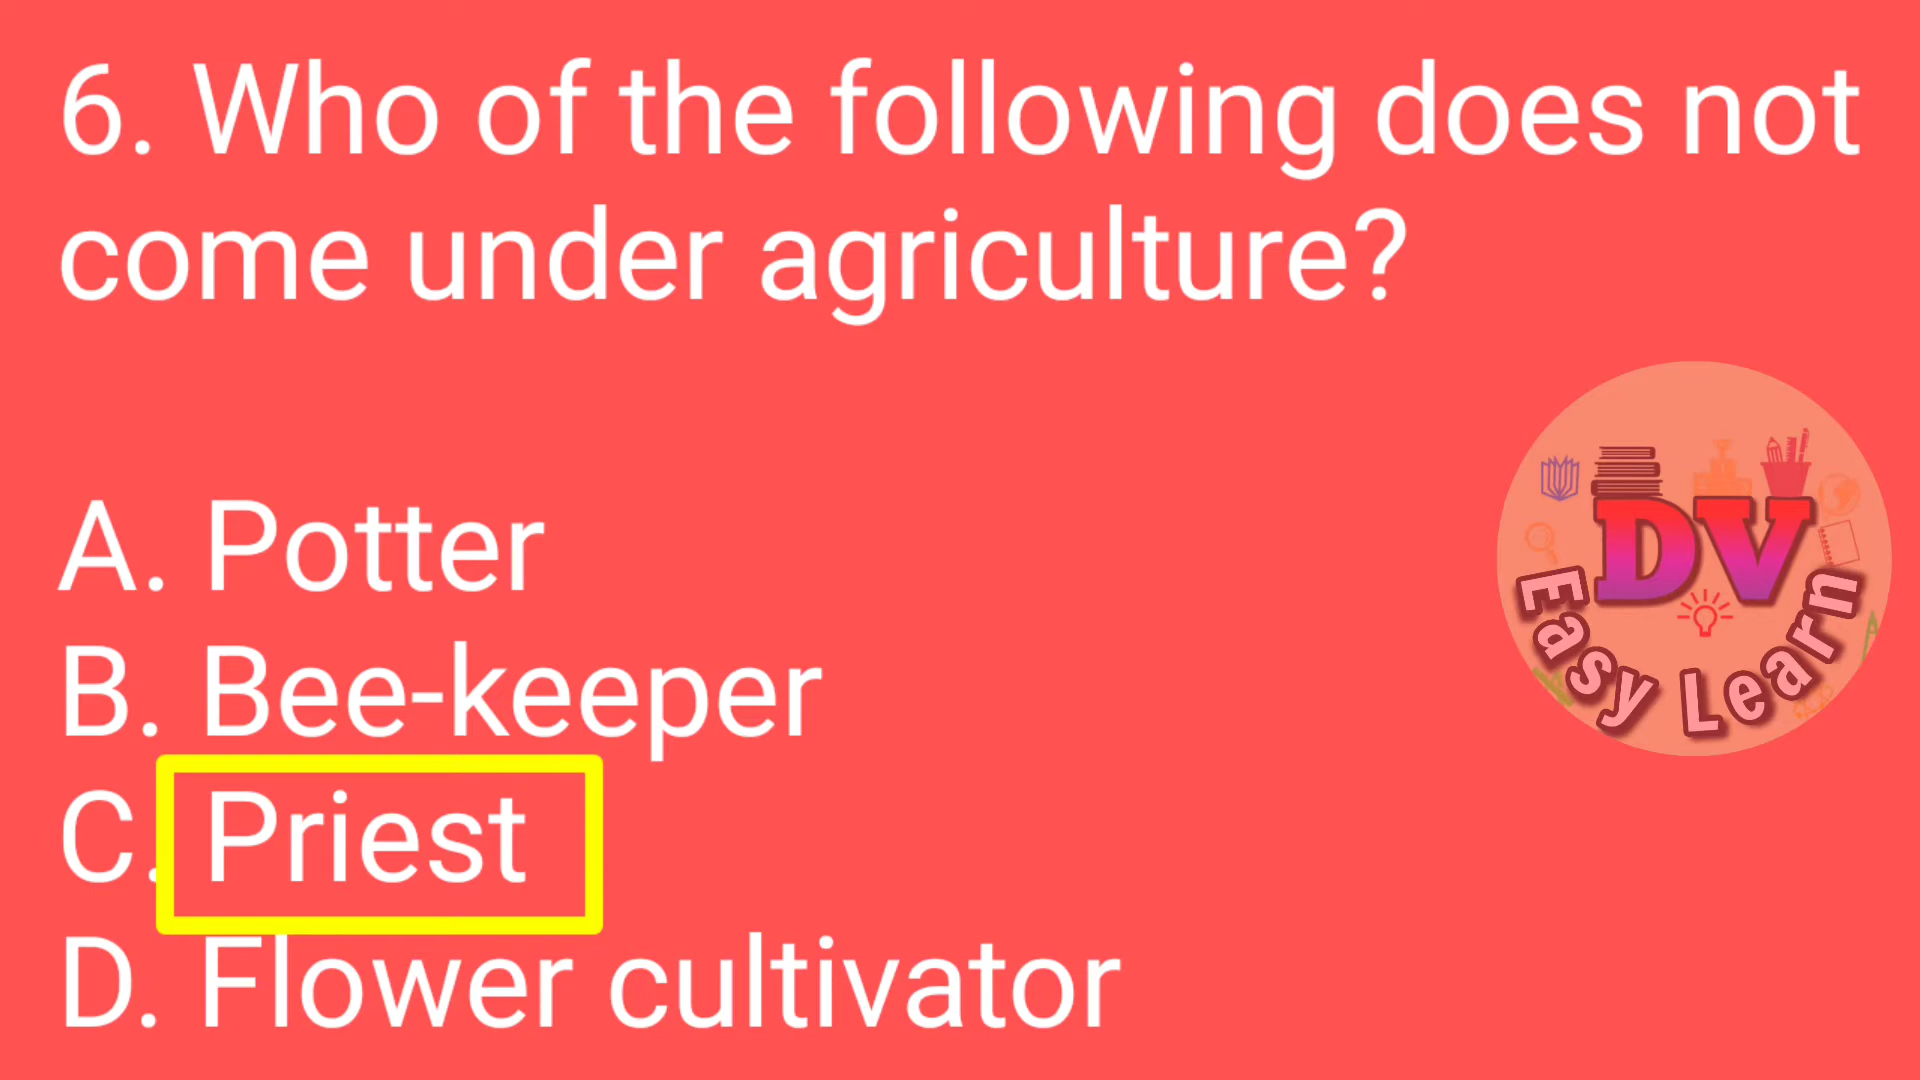 6. Who of the following does not
come under agriculture?
A. Potter
B. Bee-keeper
C. Priest
D. Flower cultivator
DV
Easy Learn